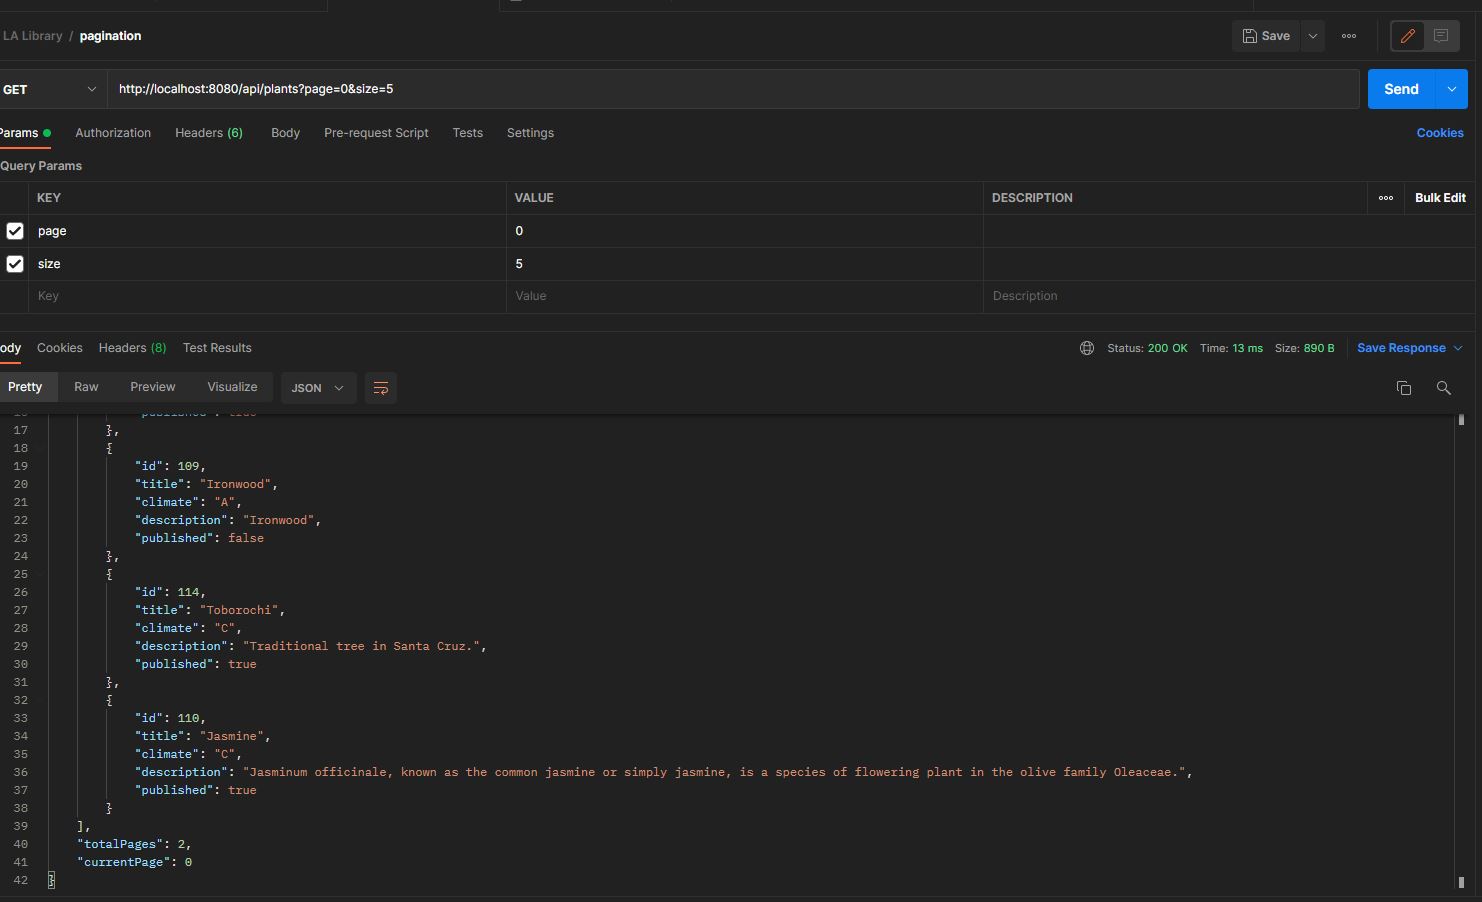 LA Library / pagination
Save
GET
http://localhost:8080/api/plants?page=0&size=5
Send
Params Authorization Headers (6) Body Pre-request Script Tests Settings Cookies
Query Params
KEY VALUE DESCRIPTION Bulk Edit
page 0
size 5
Key Value Description
ody Cookies Headers (8) Test Results Status: 200 OK Time: 13 ms Size: 890 B Save Response
Pretty Raw Preview Visualize JSON
16 "published": true
17 },
18 {
19 "id": 109,
20 "title": "Ironwood",
21 "climate": "A",
22 "description": "Ironwood",
23 "published": false
24 },
25 {
26 "id": 114,
27 "title": "Toborochi",
28 "climate": "C",
29 "description": "Traditional tree in Santa Cruz.",
30 "published": true
31 },
32 {
33 "id": 110,
34 "title": "Jasmine",
35 "climate": "C",
36 "description": "Jasminum officinale, known as the common jasmine or simply jasmine, is a species of flowering plant in the olive family Oleaceae.",
37 "published": true
38 }
39 ],
40 "totalPages": 2,
41 "currentPage": 0
42 }